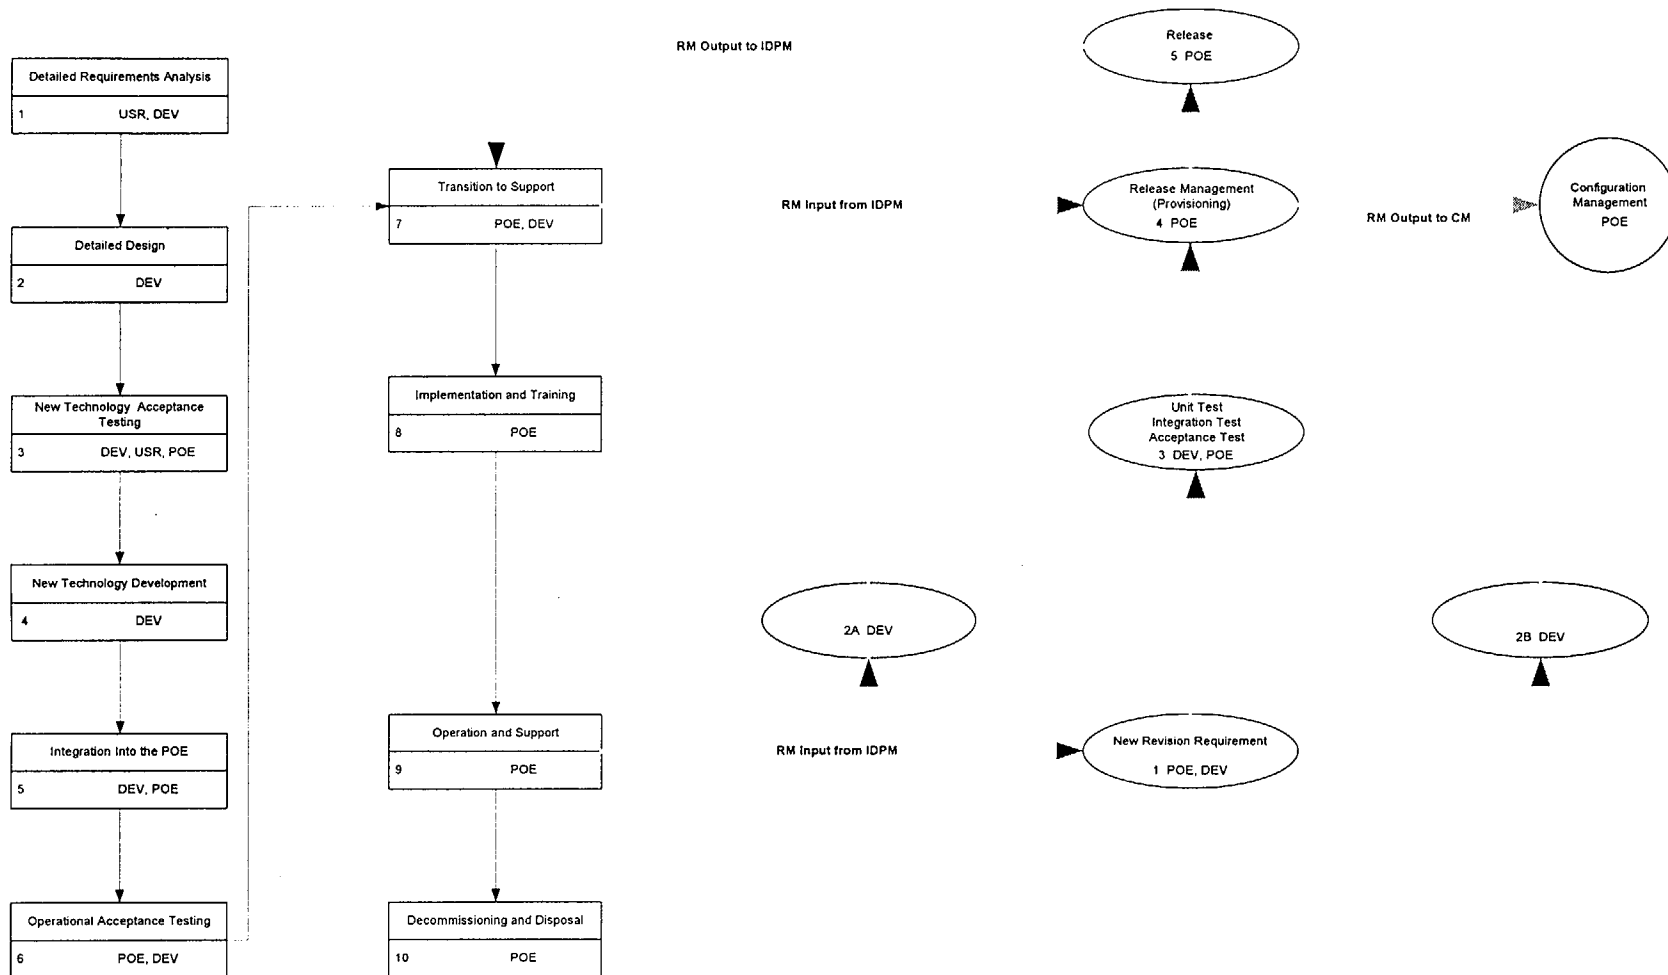 Detailed Requirements Analysis
1 USR, DEV
Detailed Design
2 DEV
New Technology Acceptance
Testing
3 DEV, USR, POE
New Technology Development
4 DEV
Integration Into the POE
5 DEV, POE
Operational Acceptance Testing
6 POE, DEV
Transition to Support
7 POE, DEV
Implementation and Training
8 POE
Operation and Support
9 POE
Decommissioning and Disposal
10 POE
RM Output to IDPM
RM Input from IDPM
RM Input from IDPM
Release
5 POE
Release Management
(Provisioning)
4 POE
RM Output to CM
Configuration
Management
POE
Unit Test
Integration Test
Acceptance Test
3 DEV, POE
2A DEV
2B DEV
New Revision Requirement
1 POE, DEV